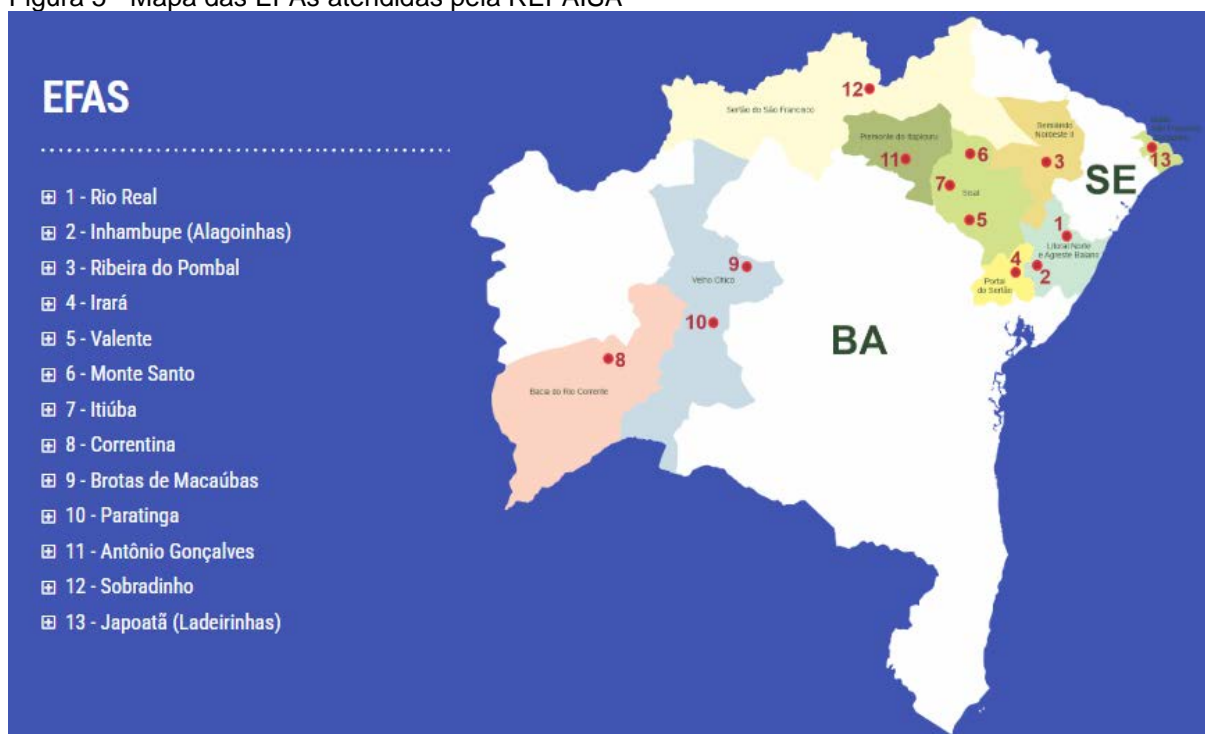 Figura 5 - Mapa das EFAs atendidas pela REFAISA
EFAS
1 - Rio Real
2 - Inhambupe (Alagoinhas)
3 - Ribeira do Pombal
4 - Irará
5 - Valente
6 - Monte Santo
7 - Itiúba
8 - Correntina
9 - Brotas de Macaúbas
10 - Paratinga
11 - Antônio Gonçalves
12 - Sobradinho
13 - Japoatã (Ladeirinhas)
12
Sertão do São Francisco
Piemonte do Itapicuru
11
6
7
Sisal
5
Semiárido
Nordeste II
3
13
SE
1
Litoral Norte
e Agreste Baiano
4
2
Portal
do Sertão
9
Velho Chico
10
BA
8
Bacia do Rio Corrente